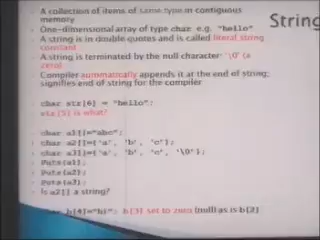 String
A collection of items of same type in contiguous
memory
One-dimensional array of type char e.g. "hello"
A string is in double quotes and is called literal string
constant
A string is terminated by the null character '\0' (a
zero)
Compiler automatically appends it at the end of string;
signifies end of string for the compiler
char str[6] = "hello";
str[5] is what?
char a1[]="abc";
char a2[]={'a', 'b', 'c'};
char a3[]={'a', 'b', 'c', '\0'};
Puts(a1);
Puts(a2);
Puts(a3);
Is a2[] a string?
b[4]="hi"; b[3] set to zero (null) as is b[2]